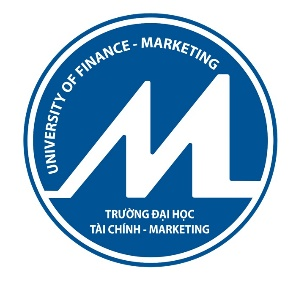 UNIVERSITY OF FINANCE - MARKETING
TRƯỜNG ĐẠI HỌC
TÀI CHÍNH - MARKETING